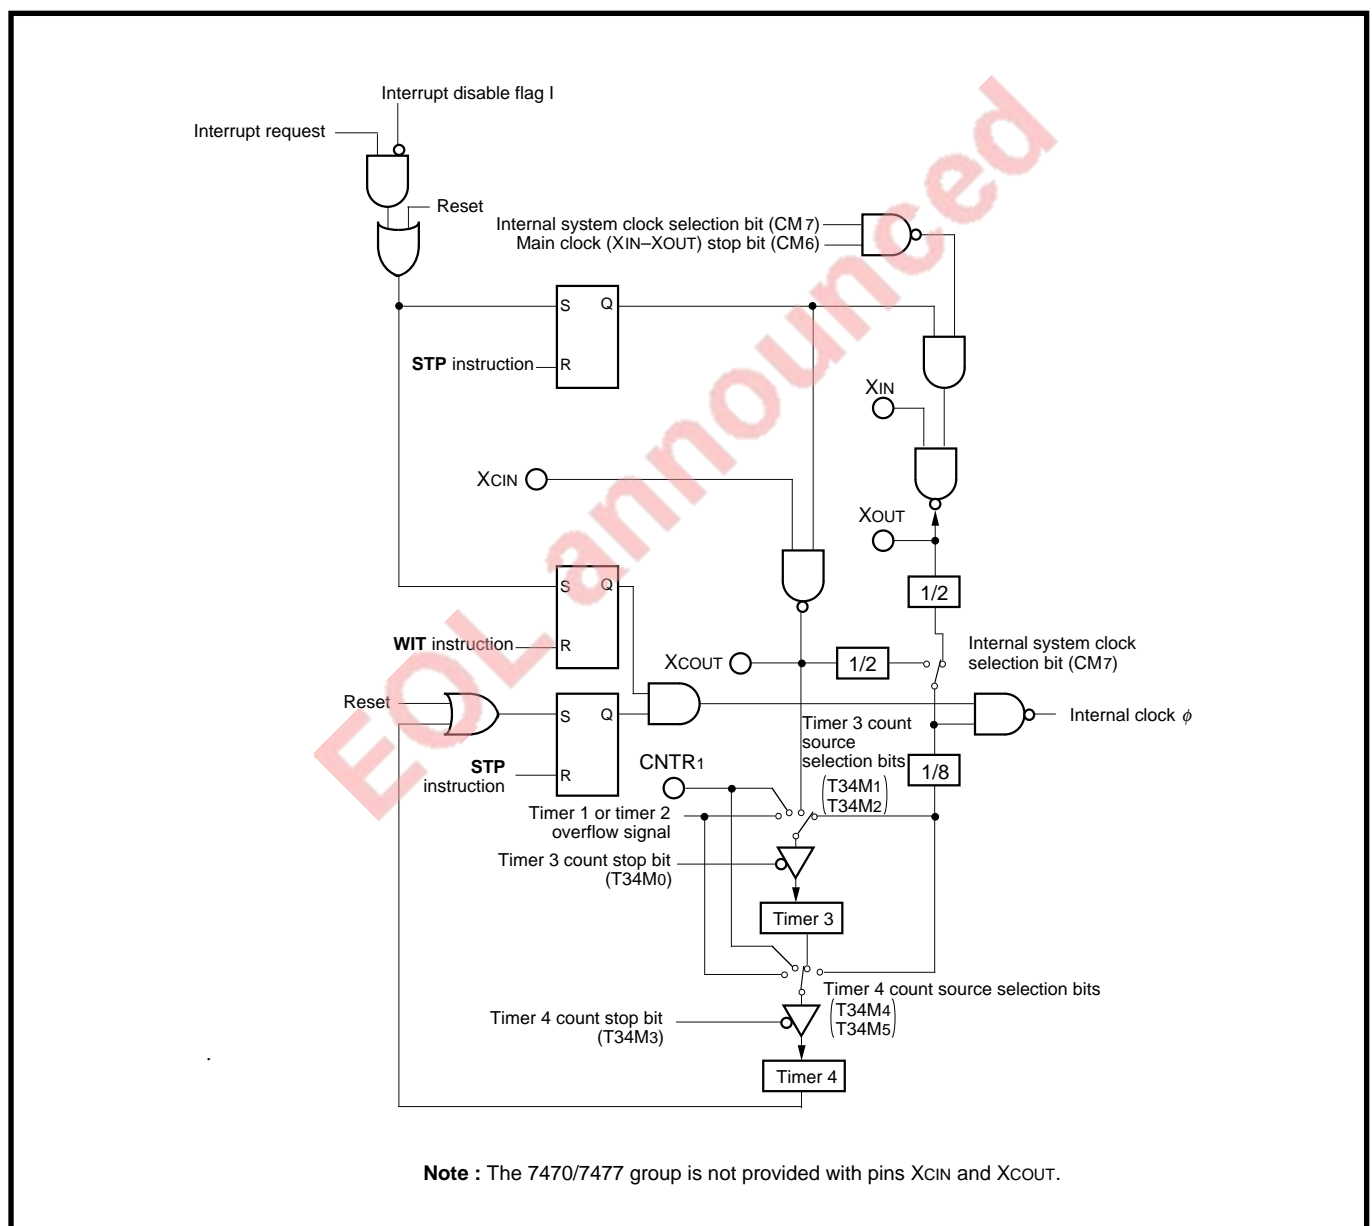 Interrupt disable flag I
Interrupt request
Reset
Internal system clock selection bit (CM7)
Main clock (XIN–XOUT) stop bit (CM6)
S Q
STP instruction R
XIN
XCIN
XOUT
S Q
1/2
WIT instruction R
XCOUT
1/2
Internal system clock
selection bit (CM7)
Reset
S Q
Internal clock ϕ
STP
instruction
R
Timer 3 count
source
selection bits
(T34M1
T34M2)
CNTR1
1/8
Timer 1 or timer 2
overflow signal
Timer 3 count stop bit
(T34M0)
Timer 3
Timer 4 count source selection bits
(T34M4
T34M5)
Timer 4 count stop bit
(T34M3)
Timer 4
Note : The 7470/7477 group is not provided with pins XCIN and XCOUT.
EOL announced